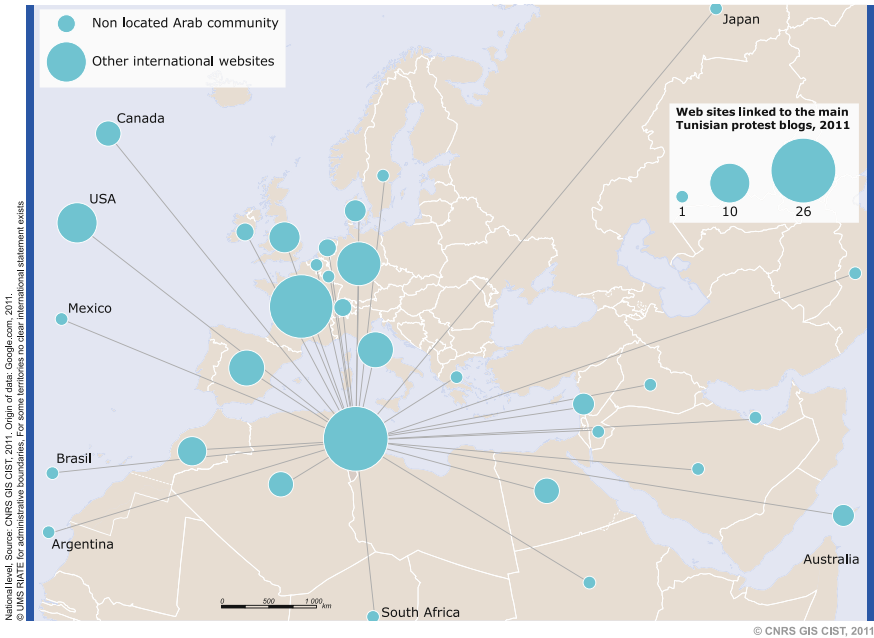 Non located Arab community
Other international websites
Japan
Canada
Web sites linked to the main
Tunisian protest blogs, 2011
1 10 26
USA
Mexico
Brasil
Argentina
Australia
South Africa
0 500 1 000
km
National level, Source: CNRS GIS CIST, 2011. Origin of data: Google.com, 2011.
© UMS RIATE for administrative boundaries. For some territories no clear international statement exists
© CNRS GIS CIST, 2011